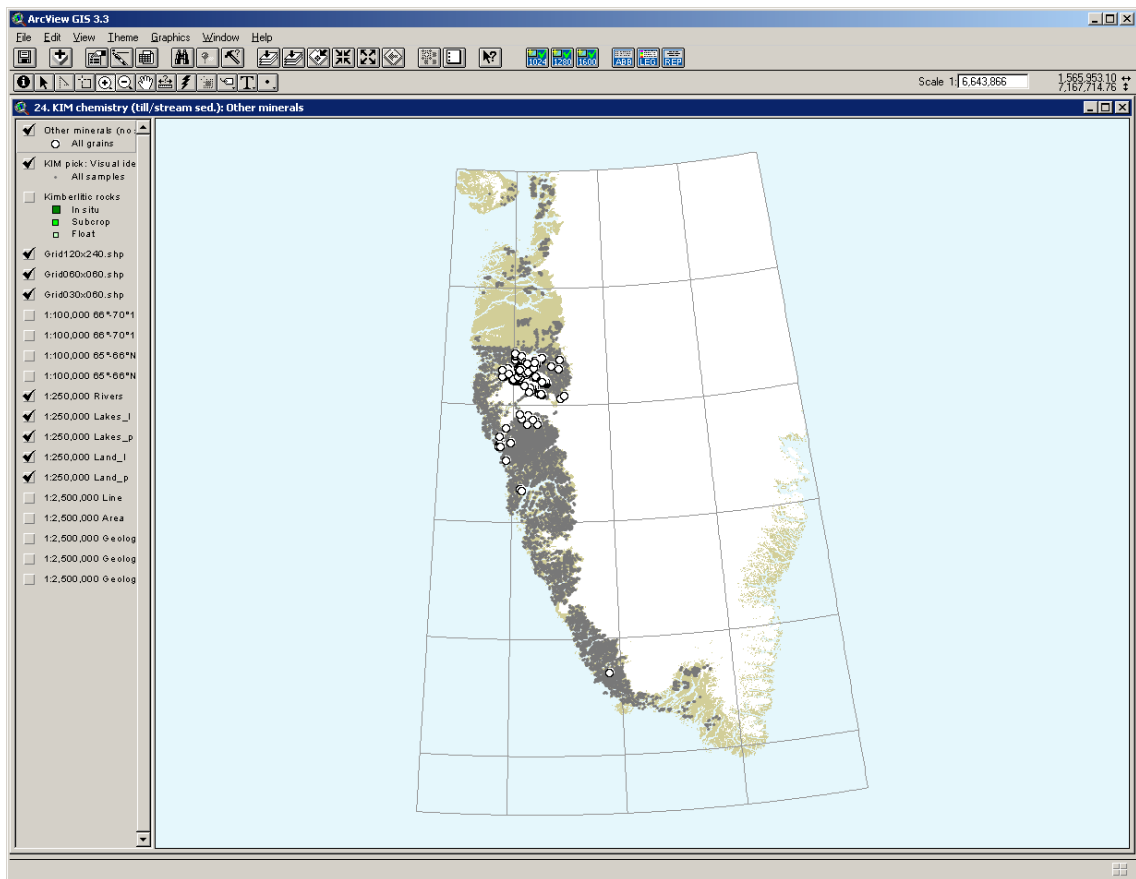 ArcView GIS 3.3
File Edit View Theme Graphics Window Help
1024 1280 1600 ABB LEG REP
Scale 1: 6,643,866
1,565,953.10
7,167,714.76
24. KIM chemistry (till/stream sed.): Other minerals
Other minerals (no
All grains
KIM pick: Visual ide
All samples
Kimberlitic rocks
In situ
Subcrop
Float
Grid120x240.shp
Grid060x060.shp
Grid030x060.shp
1:100,000 66°-70°1
1:100,000 66°-70°1
1:100,000 65°-66°N
1:100,000 65°-66°N
1:250,000 Rivers
1:250,000 Lakes_l
1:250,000 Lakes_p
1:250,000 Land_l
1:250,000 Land_p
1:2,500,000 Line
1:2,500,000 Area
1:2,500,000 Geolog
1:2,500,000 Geolog
1:2,500,000 Geolog